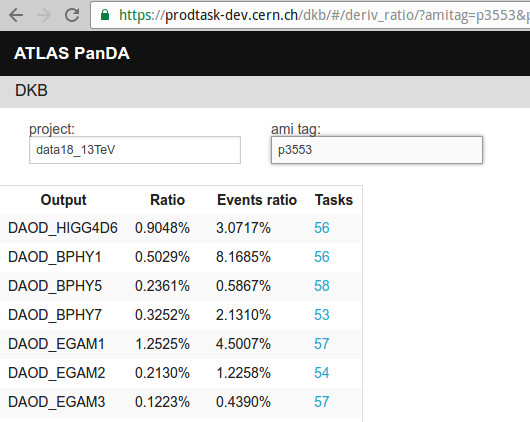 https://prodtask-dev.cern.ch/dkb/#/deriv_ratio/?amitag=p3553&p
ATLAS PanDA
DKB
project: ami tag:
data18_13TeV p3553
Output Ratio Events ratio Tasks
DAOD_HIGG4D6 0.9048% 3.0717% 56
DAOD_BPHY1 0.5029% 8.1685% 56
DAOD_BPHY5 0.2361% 0.5867% 58
DAOD_BPHY7 0.3252% 2.1310% 53
DAOD_EGAM1 1.2525% 4.5007% 57
DAOD_EGAM2 0.2130% 1.2258% 54
DAOD_EGAM3 0.1223% 0.4390% 57